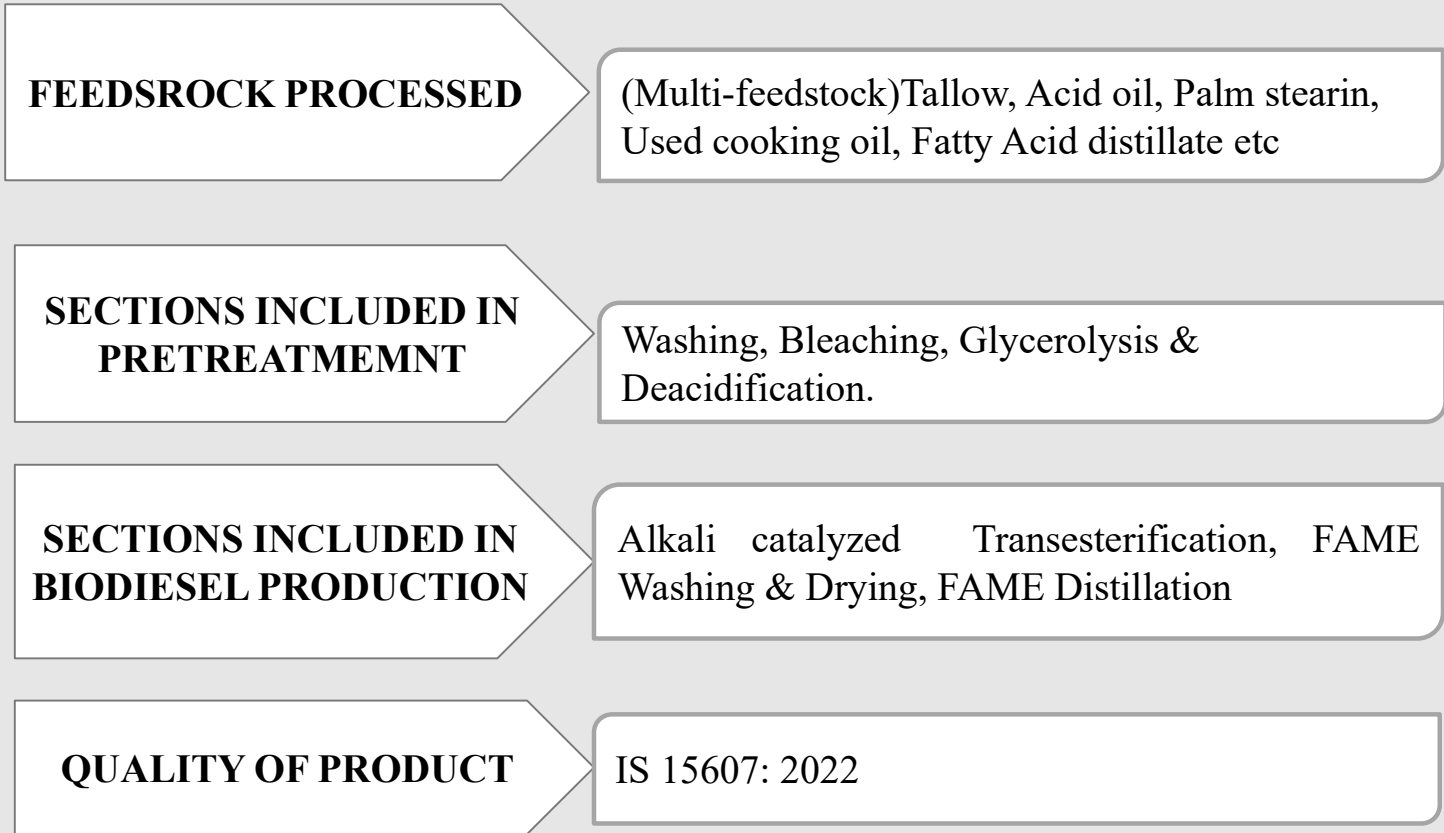 FEEDSROCK PROCESSED
(Multi-feedstock)Tallow, Acid oil, Palm stearin,
Used cooking oil, Fatty Acid distillate etc
SECTIONS INCLUDED IN
PRETREATMEMNT
Washing, Bleaching, Glycerolysis &
Deacidification.
SECTIONS INCLUDED IN
BIODIESEL PRODUCTION
Alkali catalyzed Transesterification, FAME
Washing & Drying, FAME Distillation
QUALITY OF PRODUCT
IS 15607: 2022